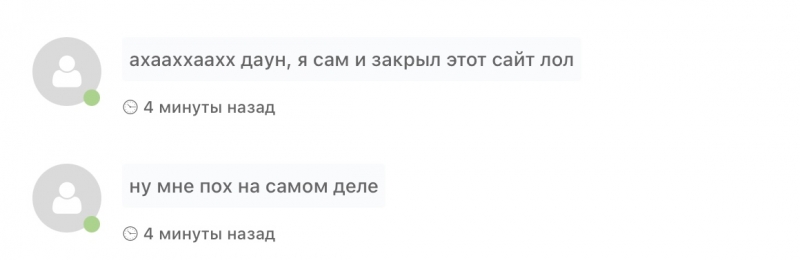 ахааххаахх даун, я сам и закрыл этот сайт лол
4 минуты назад
ну мне пох на самом деле
4 минуты назад